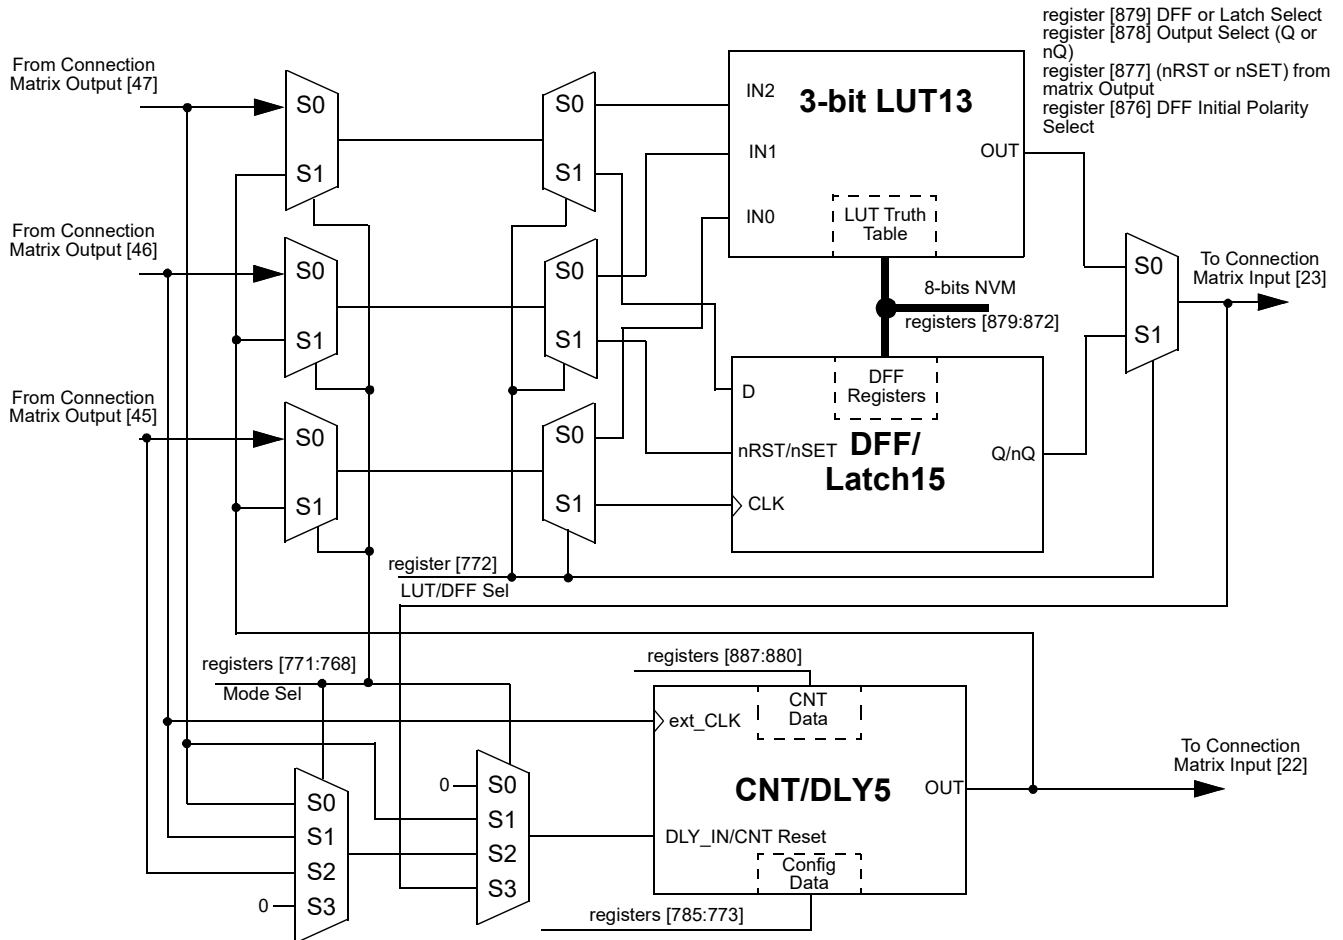 register [879] DFF or Latch Select
register [878] Output Select (Q or
nQ)
register [877] (nRST or nSET) from
matrix Output
register [876] DFF Initial Polarity
Select
From Connection
Matrix Output [47]
S0
S1
S0
S1
IN2
IN1
IN0
3-bit LUT13
OUT
LUT Truth
Table
From Connection
Matrix Output [46]
S0
S1
S0
S1
8-bits NVM
registers [879:872]
S0
S1
To Connection
Matrix Input [23]
From Connection
Matrix Output [45]
S0
S1
S0
S1
D
nRST/nSET
CLK
DFF
Registers
DFF/
Latch15
Q/nQ
register [772]
LUT/DFF Sel
registers [771:768]
Mode Sel
registers [887:880]
ext_CLK
CNT
Data
CNT/DLY5
OUT
To Connection
Matrix Input [22]
DLY_IN/CNT Reset
Config
Data
registers [785:773]
S0
S1
S2
0
S3
0
S0
S1
S2
S3